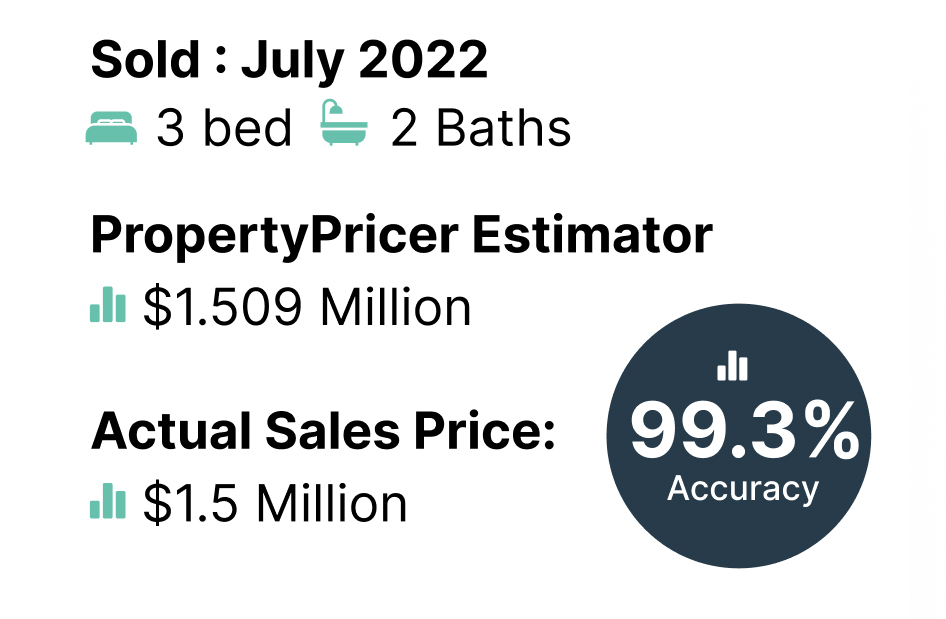 Sold : July 2022
3 bed 2 Baths
PropertyPricer Estimator
$1.509 Million
Actual Sales Price:
$1.5 Million
99.3%
Accuracy